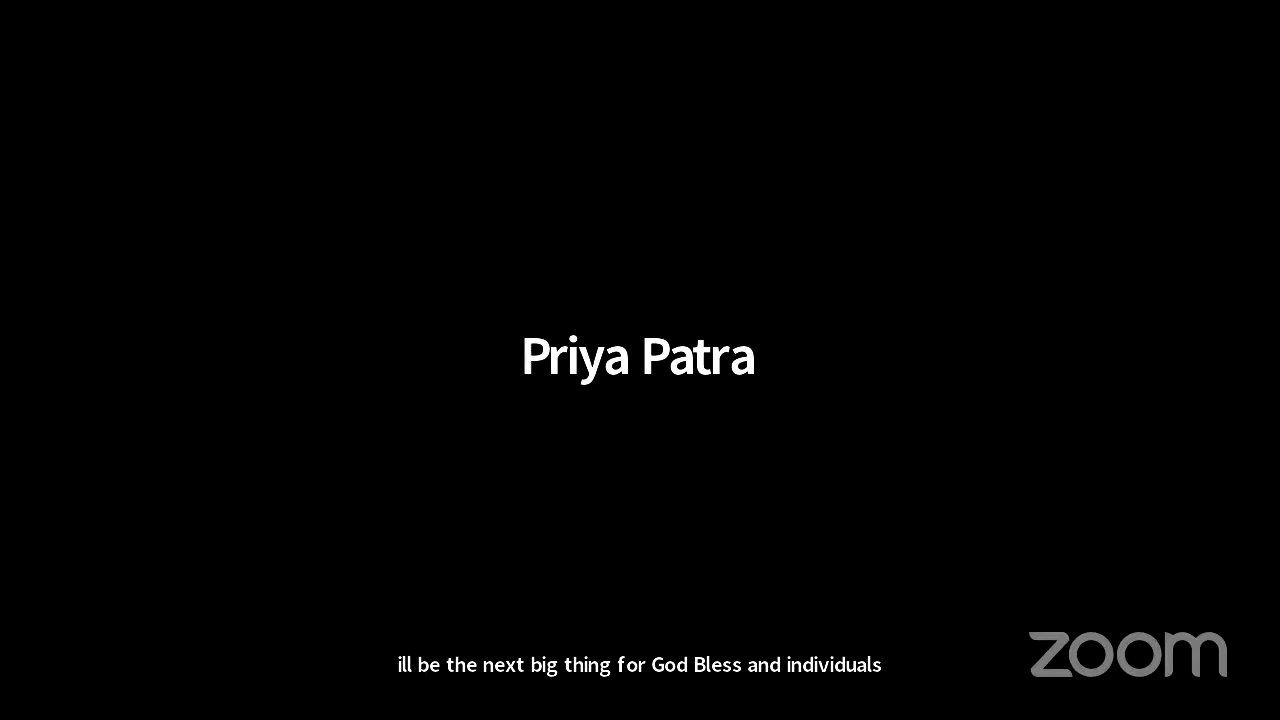 Priya Patra
ill be the next big thing for God Bless and individuals
zoom